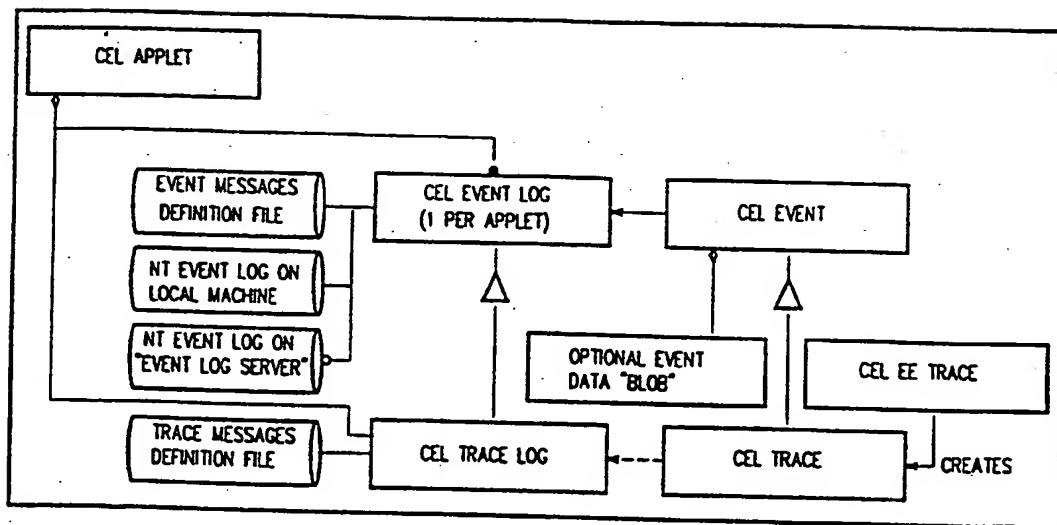 CEL APPLET
EVENT MESSAGES
DEFINITION FILE
CEL EVENT LOG
(1 PER APPLET)
CEL EVENT
NT EVENT LOG ON
LOCAL MACHINE
NT EVENT LOG ON
"EVENT LOG SERVER"
OPTIONAL EVENT
DATA "BLOB"
CEL EE TRACE
TRACE MESSAGES
DEFINITION FILE
CEL TRACE LOG
CEL TRACE
CREATES